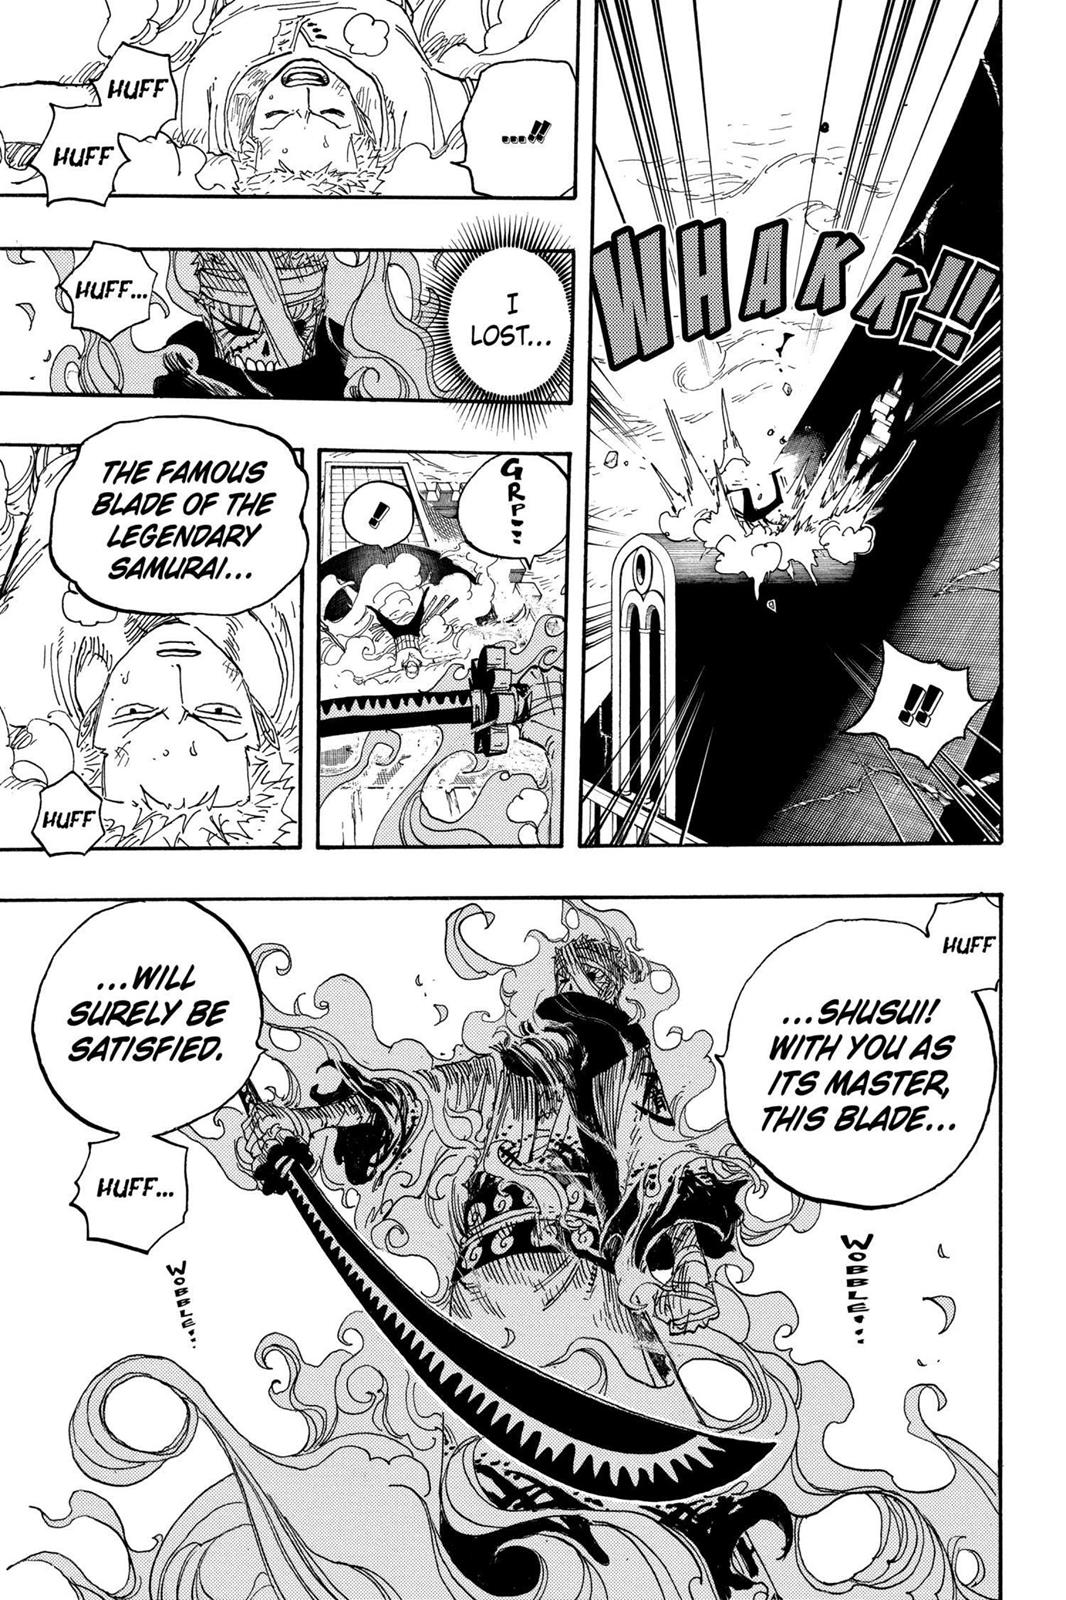 WHAKK!!
!!
...!!
HUFF
HUFF
I
LOST...
HUFF...
GRP...
!!
THE FAMOUS
BLADE OF THE
LEGENDARY
SAMURAI...
HUFF
HUFF
...SHUSUI!
WITH YOU AS
ITS MASTER,
THIS BLADE...
WOBBLE...
...WILL
SURELY BE
SATISFIED.
HUFF...
WOBBLE...